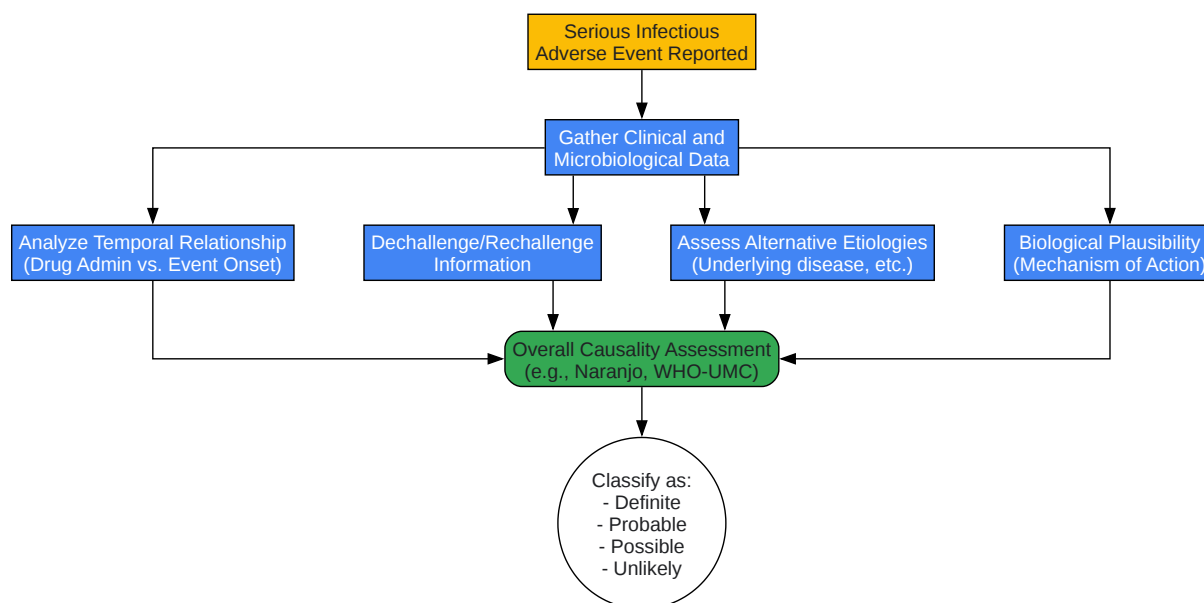 Serious Infectious
Adverse Event Reported
Gather Clinical and
Microbiological Data
Analyze Temporal Relationship
(Drug Admin vs. Event Onset)
Dechallenge/Rechallenge
Information
Assess Alternative Etiologies
(Underlying disease, etc.)
Biological Plausibility
(Mechanism of Action)
Overall Causality Assessment
(e.g., Naranjo, WHO-UMC)
Classify as:
- Definite
- Probable
- Possible
- Unlikely